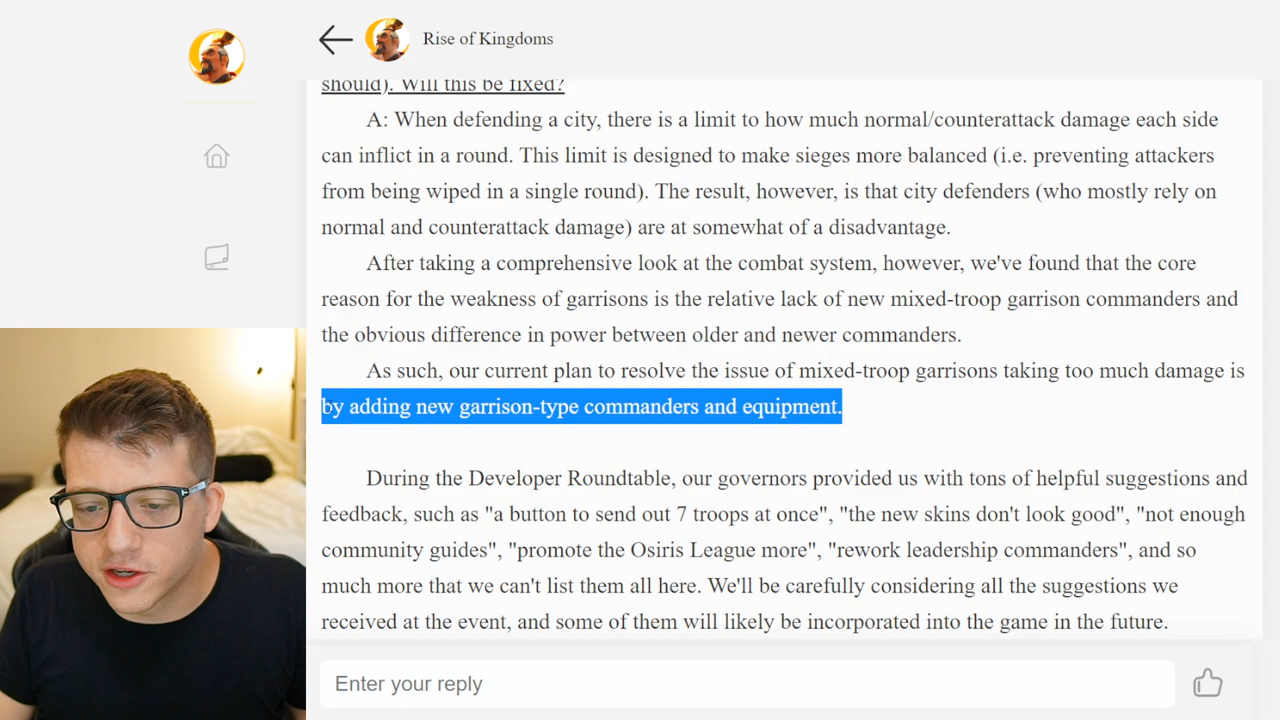 Rise of Kingdoms
should). Will this be fixed?
A: When defending a city, there is a limit to how much normal/counterattack damage each side
can inflict in a round. This limit is designed to make sieges more balanced (i.e. preventing attackers
from being wiped in a single round). The result, however, is that city defenders (who mostly rely on
normal and counterattack damage) are at somewhat of a disadvantage.
After taking a comprehensive look at the combat system, however, we've found that the core
reason for the weakness of garrisons is the relative lack of new mixed-troop garrison commanders and
the obvious difference in power between older and newer commanders.
As such, our current plan to resolve the issue of mixed-troop garrisons taking too much damage is
by adding new garrison-type commanders and equipment.
During the Developer Roundtable, our governors provided us with tons of helpful suggestions and
feedback, such as "a button to send out 7 troops at once", "the new skins don't look good", "not enough
community guides", "promote the Osiris League more", "rework leadership commanders", and so
much more that we can't list them all here. We'll be carefully considering all the suggestions we
received at the event, and some of them will likely be incorporated into the game in the future.
Enter your reply